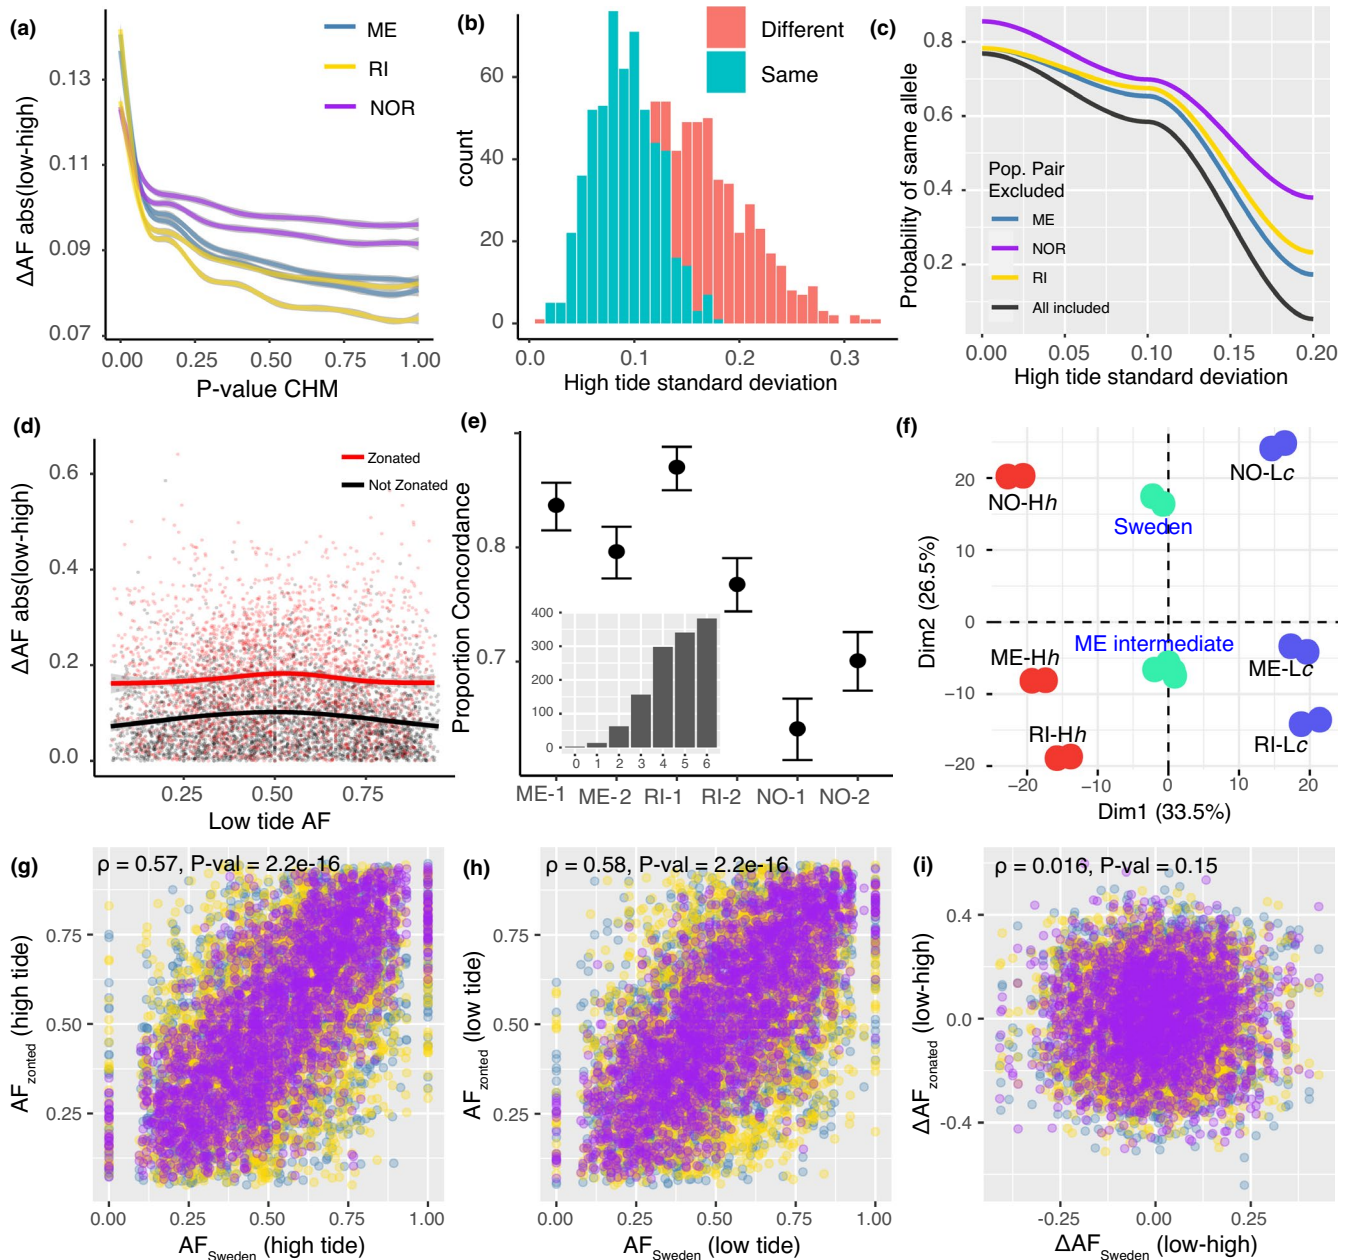 (a)
ME
RI
NOR
ΔAF abs(low-high)
0.13
0.11
0.09
0.07
0.00
0.25
0.50
0.75
1.00
P-value CHM
(b)
Different
Same
count
60
40
20
0
0.0
0.1
0.2
0.3
High tide standard deviation
(c)
Probability of same allele
0.8
0.6
0.4
0.2
Pop. Pair
Excluded
ME
NOR
RI
All included
0.00
0.05
0.10
0.15
0.20
High tide standard deviation
(d)
Zonated
Not Zonated
ΔAF abs(low-high)
0.6
0.4
0.2
0.0
0.25
0.50
0.75
Low tide AF
(e)
Proportion Concordance
0.8
0.7
400
300
200
100
0
0 1 2 3 4 5 6
ME-1
ME-2
RI-1
RI-2
NO-1
NO-2
(f)
Dim2 (26.5%)
20
10
0
−10
−20
NO-Hh
NO-Lc
Sweden
ME intermediate
ME-Hh
ME-Lc
RI-Hh
RI-Lc
−20
−10
0
10
20
Dim1 (33.5%)
(g)
ρ = 0.57, P-val = 2.2e-16
AFzonted (high tide)
0.75
0.50
0.25
0.00
0.25
0.50
0.75
1.00
AFSweden (high tide)
(h)
ρ = 0.58, P-val = 2.2e-16
AFzonated (low tide)
0.75
0.50
0.25
0.00
0.25
0.50
0.75
1.00
AFSweden (low tide)
(i)
ρ = 0.016, P-val = 0.15
ΔAFzonated (low-high)
0.4
0.0
-0.4
-0.25
0.00
0.25
ΔAFSweden (low-high)